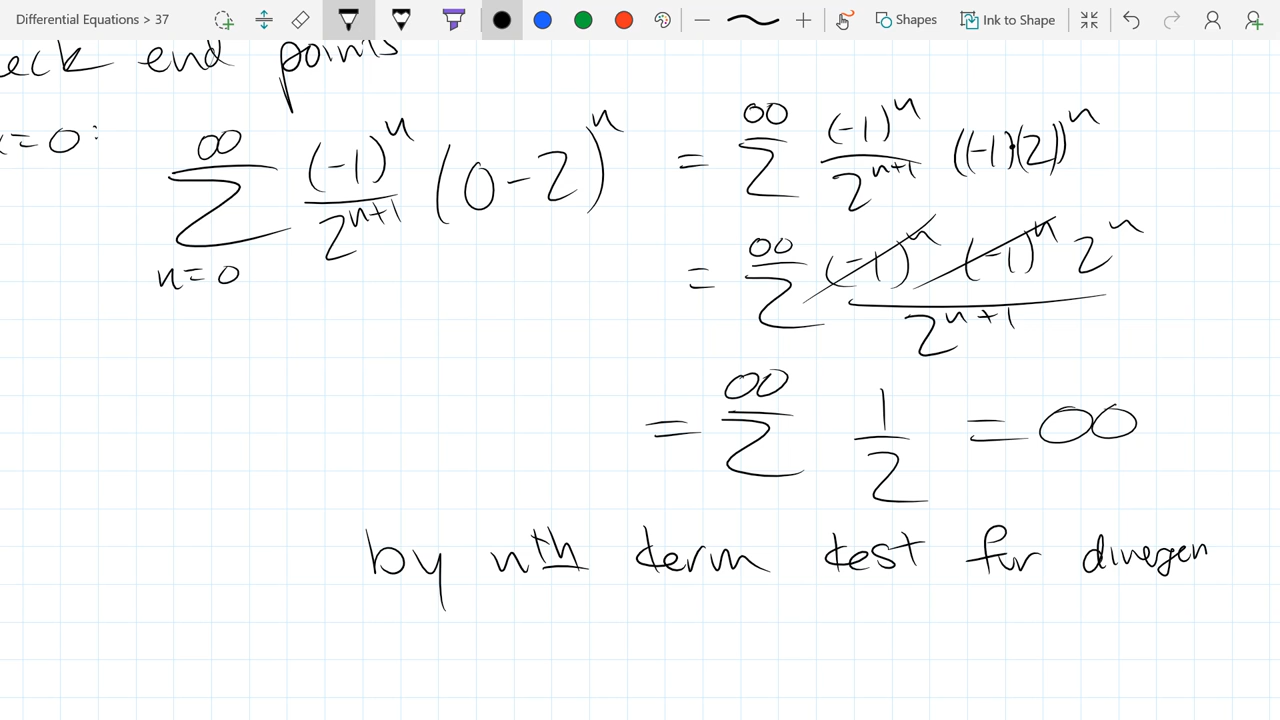 Differential Equations > 37
Shapes
Ink to Shape
eck end points
x=0: ∞ Σ n=0 (-1)^n / 2^{n+1} (0-2)^n = ∞ Σ (-1)^n / 2^{n+1} ((-1)(2))^n
= ∞ Σ (-1)^n (-1)^n 2^n / 2^{n+1}
= ∞ Σ 1/2 = ∞
by nth term test for divergen